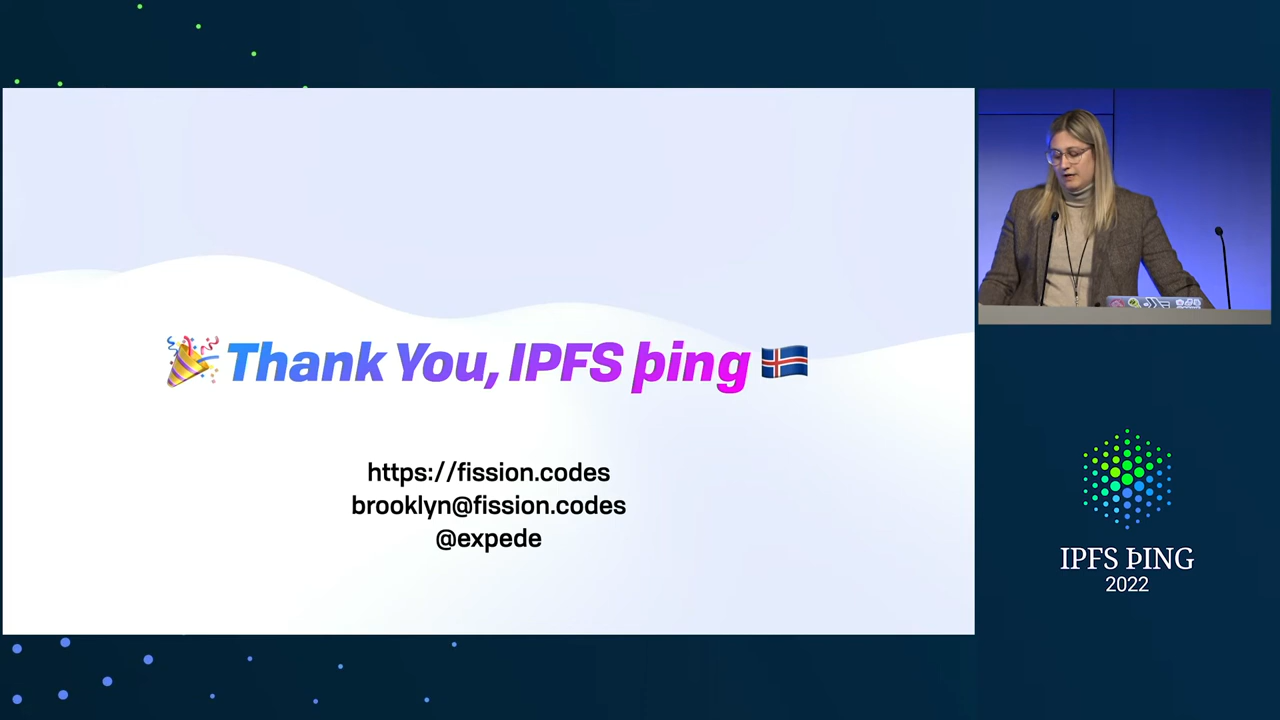 🎉Thank You, IPFS þing 🇮🇸
https://fission.codes
brooklyn@fission.codes
@expede
IPFS ÞING
2022